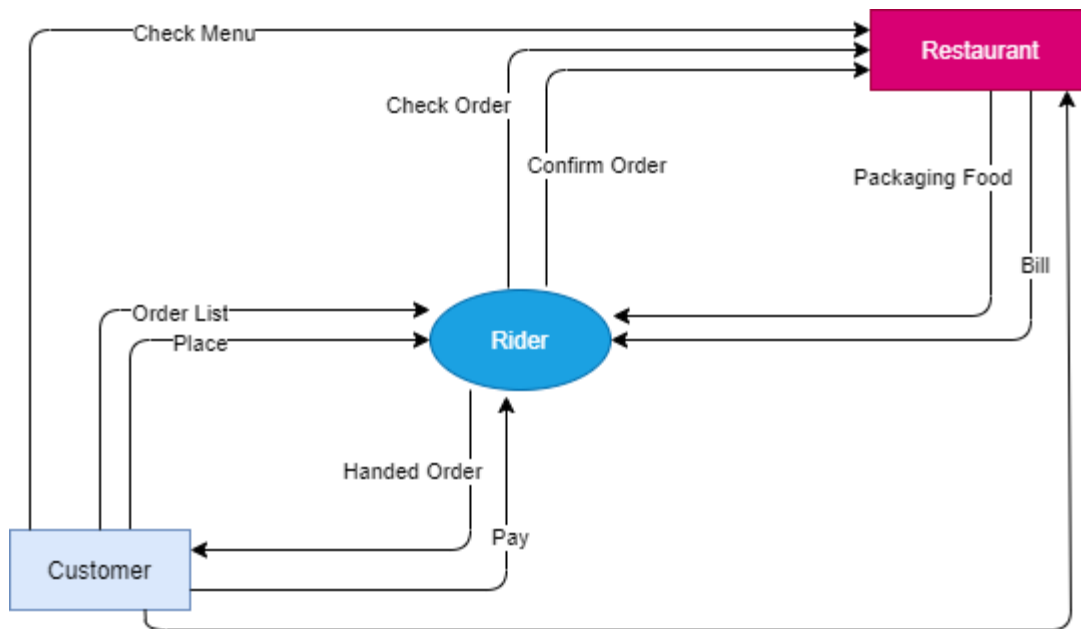 Check Menu
Restaurant
Check Order
Confirm Order
Packaging Food
Bill
Order List
Place
Rider
Handed Order
Pay
Customer